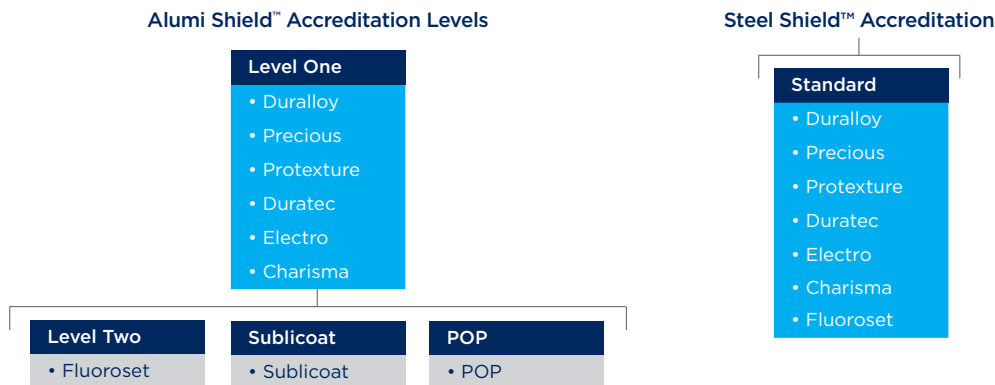 Alumi Shield™ Accreditation Levels
Level One
• Duralloy
• Precious
• Protexture
• Duratec
• Electro
• Charisma
Level Two
• Fluoroset
Sublicoat
• Sublicoat
POP
• POP
Steel Shield™ Accreditation
Standard
• Duralloy
• Precious
• Protexture
• Duratec
• Electro
• Charisma
• Fluoroset